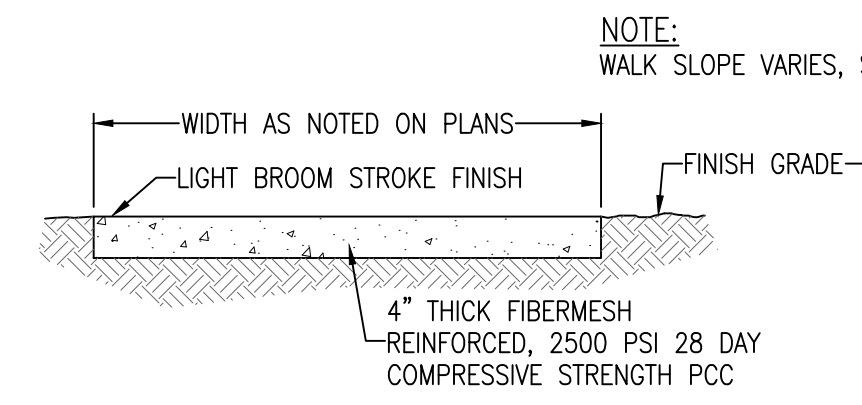 NOTE:
WALK SLOPE VARIES,
WIDTH AS NOTED ON PLANS
LIGHT BROOM STROKE FINISH
FINISH GRADE
4" THICK FIBERMESH
REINFORCED, 2500 PSI 28 DAY
COMPRESSIVE STRENGTH PCC